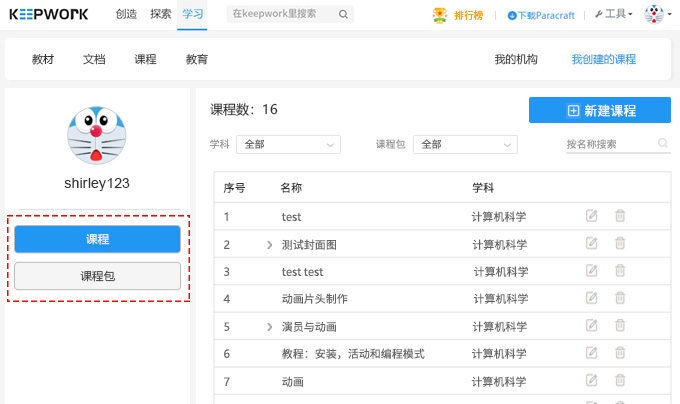 KEEPWORK 创造 探索 学习 在keepwork里搜索 排行榜 下载Paracraft 工具
教材 文档 课程 教育 我的机构 我创建的课程
shirley123
课程
课程包
课程数：16 新建课程
学科 全部 课程包 全部 按名称搜索
序号 名称 学科
1 test 计算机科学
2 测试封面图 计算机科学
3 test test 计算机科学
4 动画片头制作 计算机科学
5 演员与动画 计算机科学
6 教程：安装，活动和编程模式 计算机科学
7 动画 计算机科学